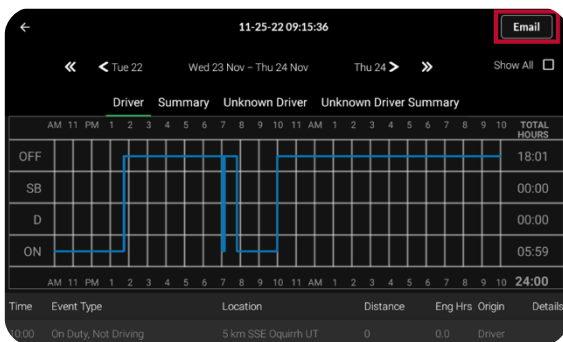 ← 11-25-22 09:15:36 Email
« < Tue 22 Wed 23 Nov – Thu 24 Nov Thu 24 > » Show All
Driver Summary Unknown Driver Unknown Driver Summary
AM 11 PM 1 2 3 4 5 6 7 8 9 10 11 AM 1 2 3 4 5 6 7 8 9 10 TOTAL HOURS
OFF 18:01
SB 00:00
D 00:00
ON 05:59
AM 11 PM 1 2 3 4 5 6 7 8 9 10 11 AM 1 2 3 4 5 6 7 8 9 10 24:00
Time Event Type Location Distance Eng Hrs Origin Details
10:00 On Duty, Not Driving 5 km SSE Oquirrh UT 0 0.0 Driver